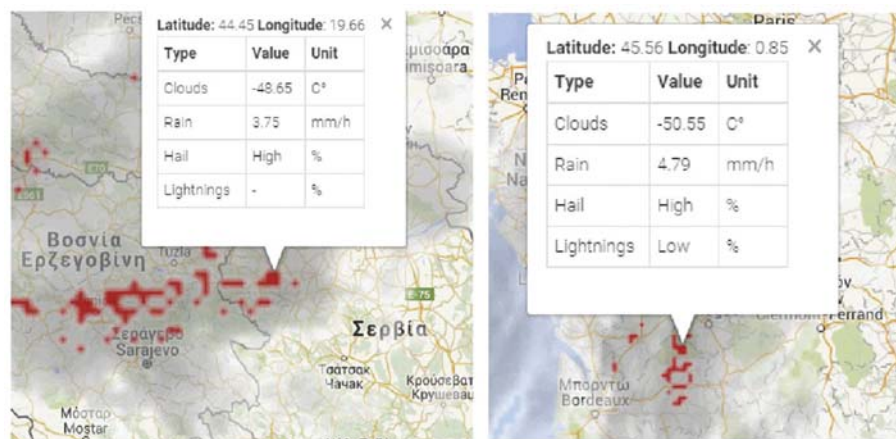 Latitude: 44.45 Longitude: 19.66 ×
Type Value Unit
Clouds -48.65 C°
Rain 3.75 mm/h
Hail High %
Lightnings - %
E70
E661
Βοσνία
Ερζεγοβίνη
Tuzla
Σεράγεβο
Sarajevo
E-75
Σερβία
Τσάτσακ
Чачак
Μόσταρ
Mostar
Paris
Latitude: 45.56 Longitude: 0.85 ×
Type Value Unit
Clouds -50.55 C°
Rain 4.79 mm/h
Hail High %
Lightnings Low %
Μπορντώ
Bordeaux